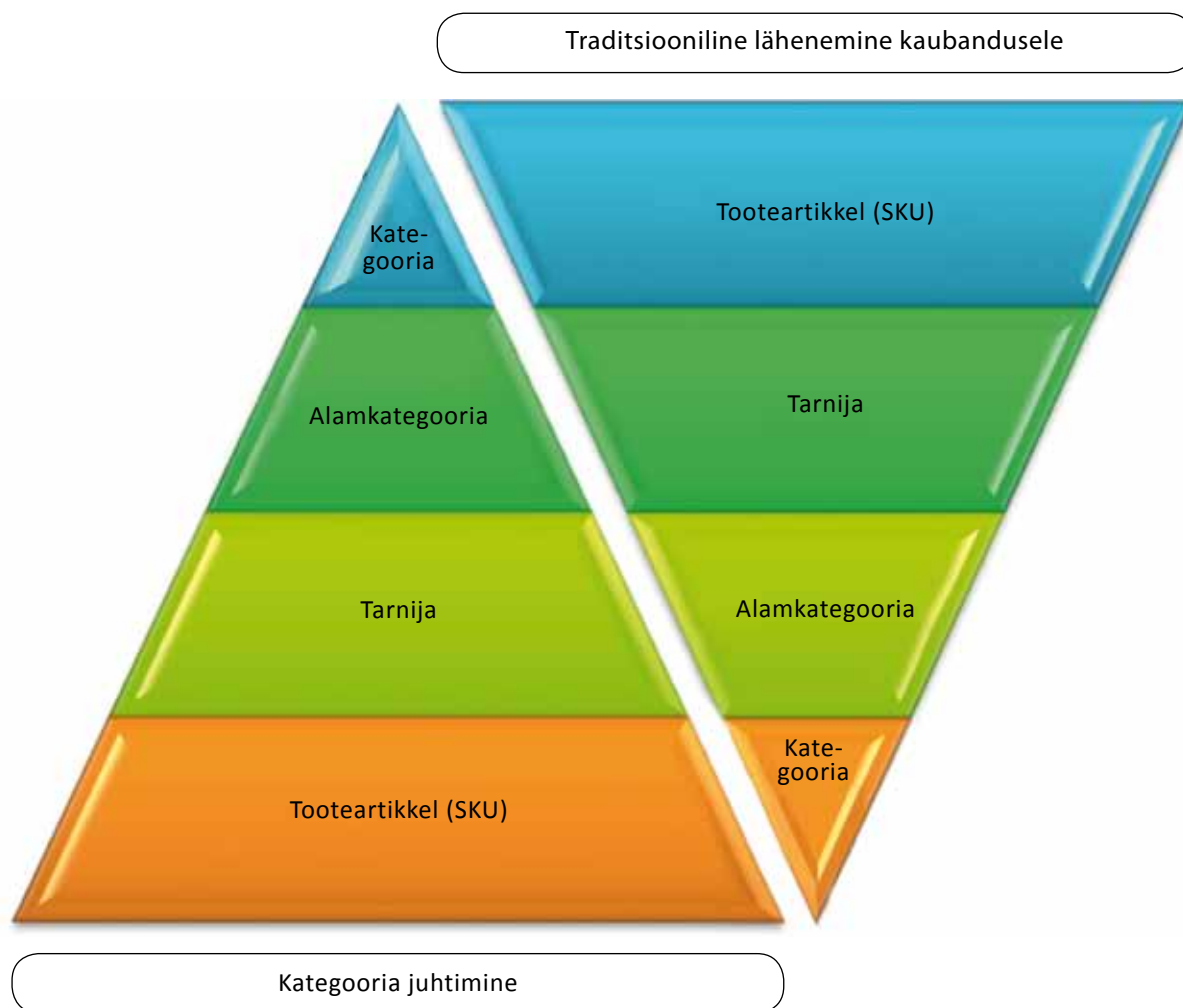 Traditsiooniline lähenemine kaubandusele
Kate-
gooria
Alamkategooria
Tarnija
Tooteartikkel (SKU)
Tooteartikkel (SKU)
Tarnija
Alamkategooria
Kate-
gooria
Kategooria juhtimine